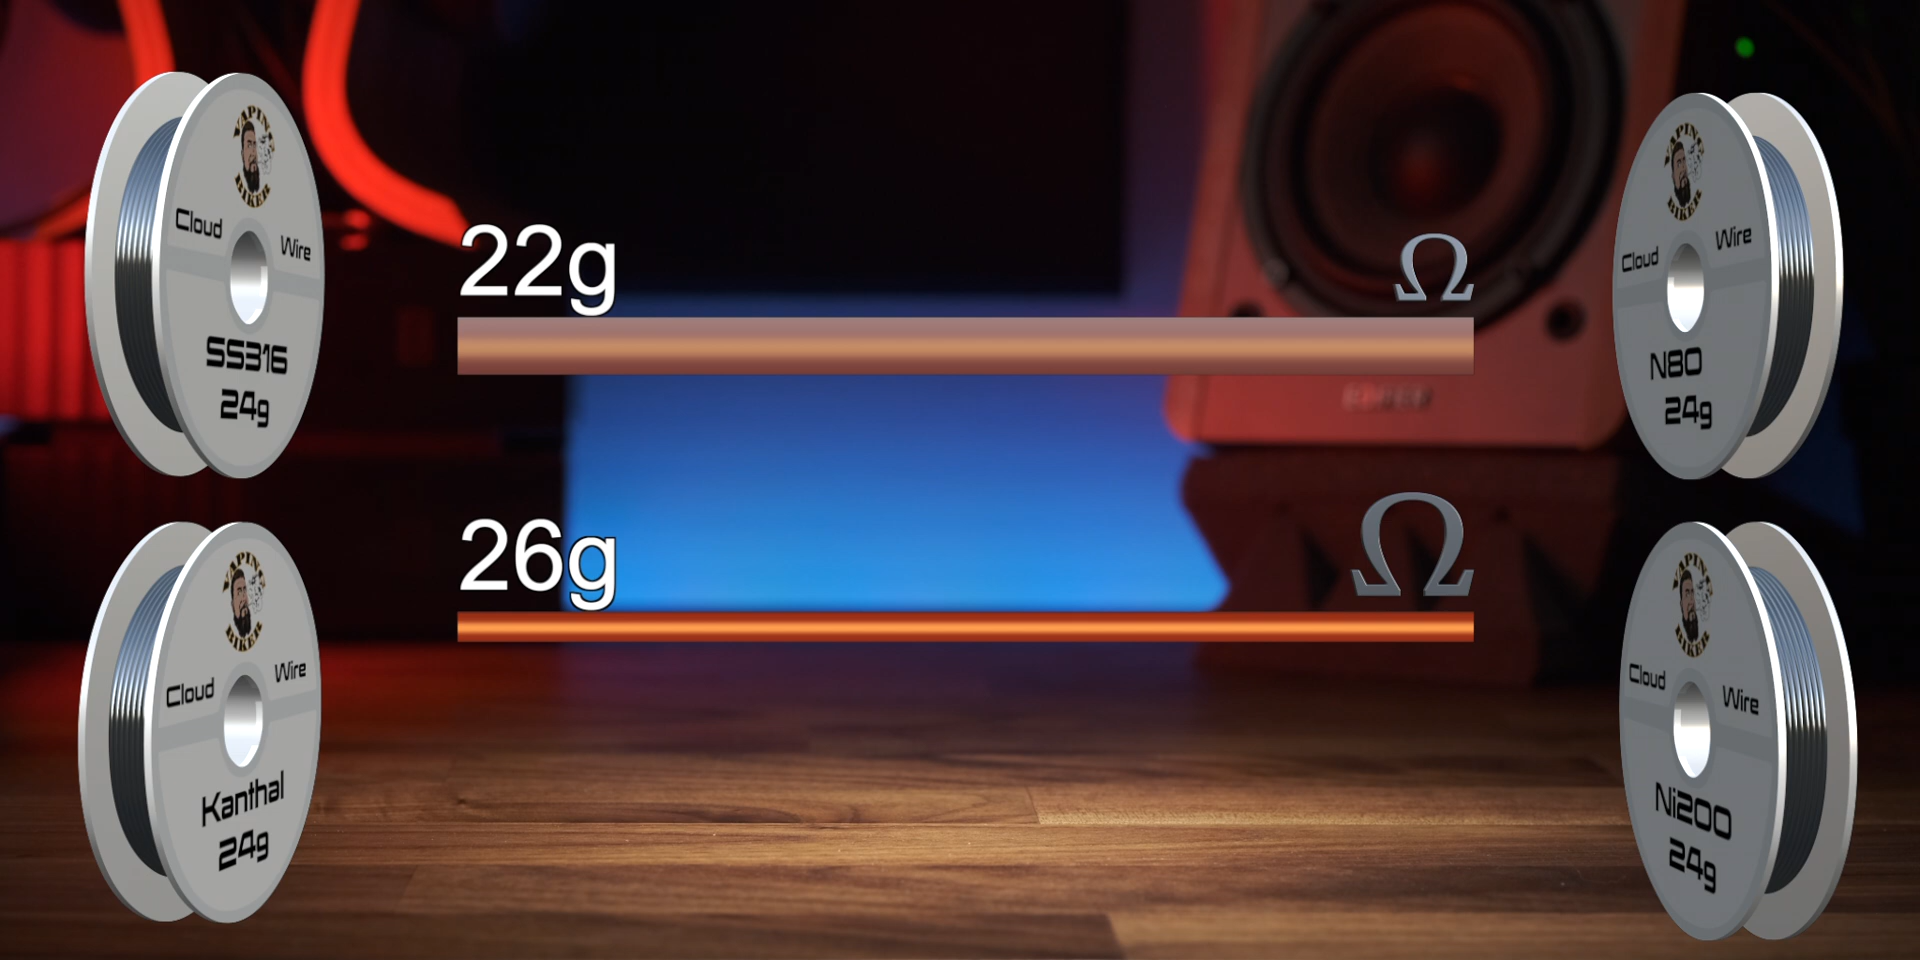 VAPING
BIKER
Cloud Wire
SS316
24g
22g
Ω
VAPING
BIKER
Cloud Wire
N80
24g
VAPING
BIKER
Cloud Wire
Kanthal
24g
26g
Ω
VAPING
BIKER
Cloud Wire
Ni200
24g